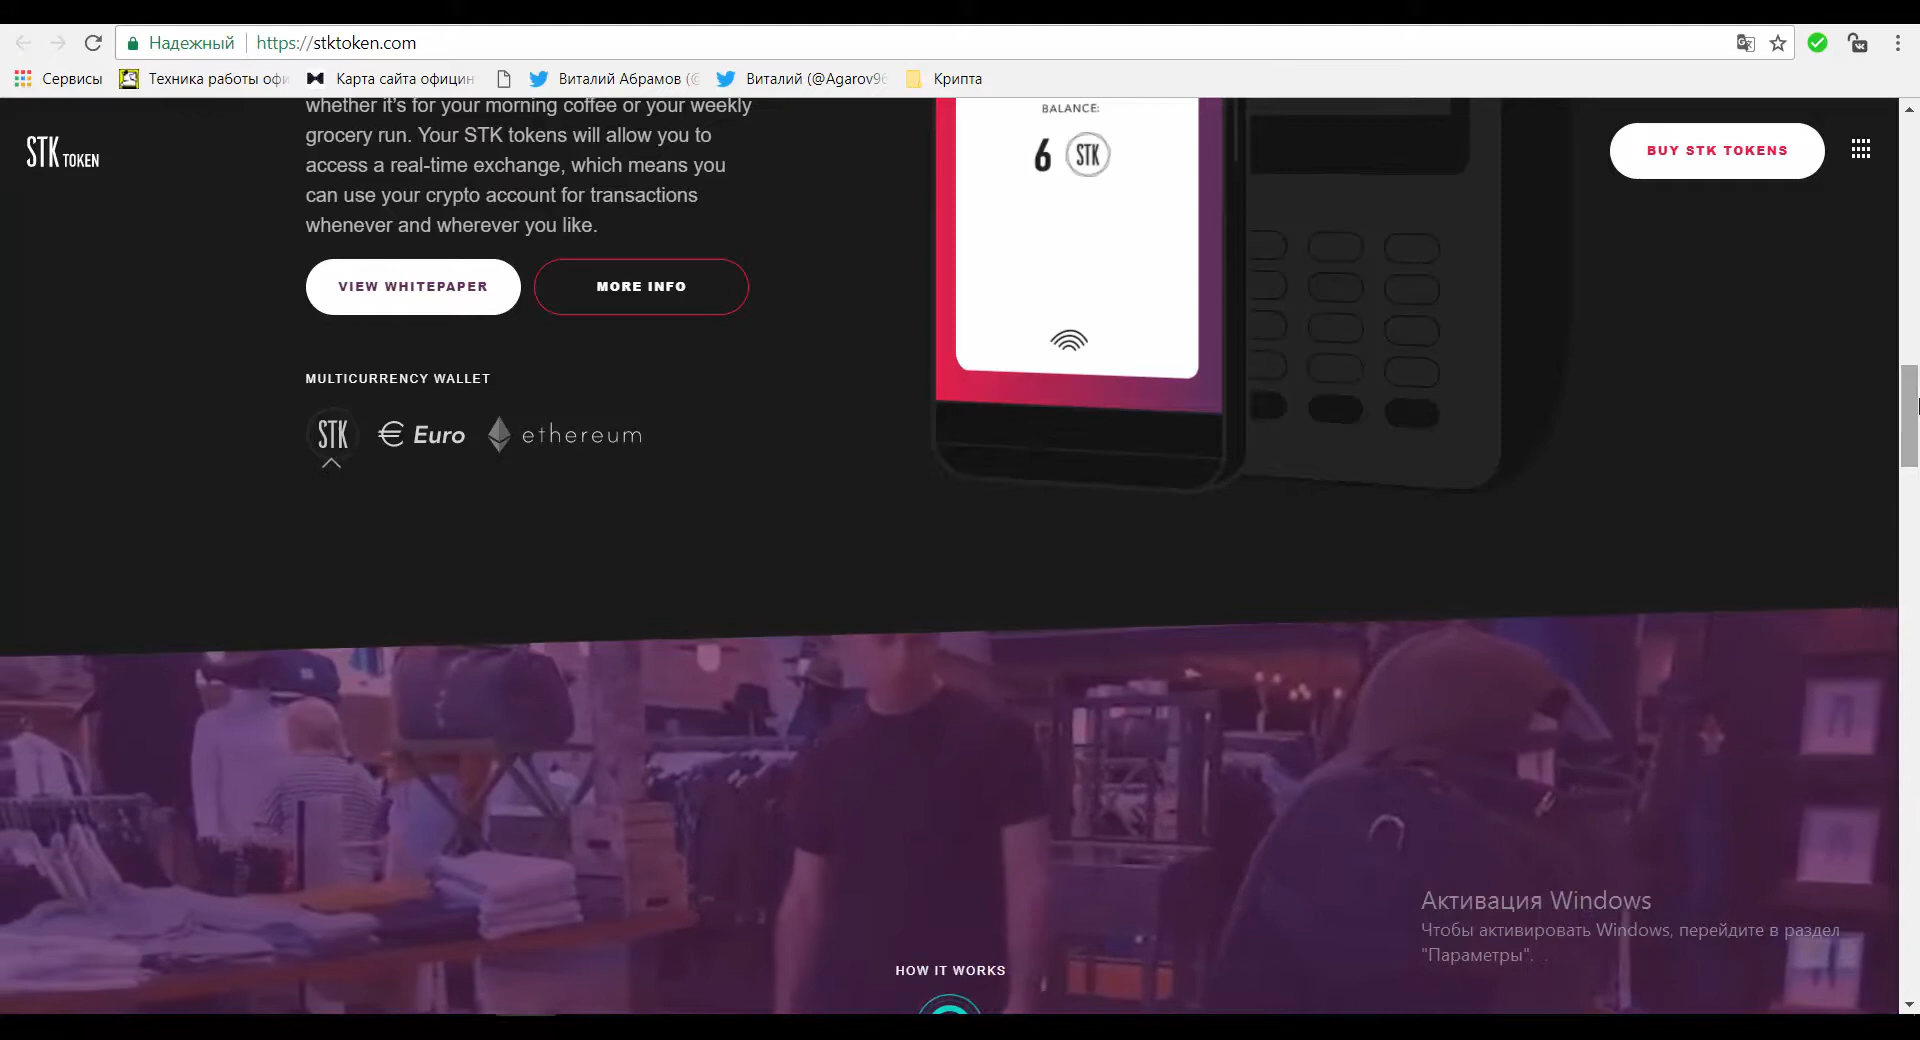 Надежный
https://stktoken.com
Сервисы
Техника работы офи
Карта сайта официн
Виталий Абрамов (@
Виталий (@Agarov96
Крипта
STK TOKEN
BUY STK TOKENS
whether it's for your morning coffee or your weekly
grocery run. Your STK tokens will allow you to
access a real-time exchange, which means you
can use your crypto account for transactions
whenever and wherever you like.
VIEW WHITEPAPER
MORE INFO
MULTICURRENCY WALLET
STK
€ Euro
ethereum
BALANCE:
6 STK
HOW IT WORKS
Активация Windows
Чтобы активировать Windows, перейдите в раздел
"Параметры".